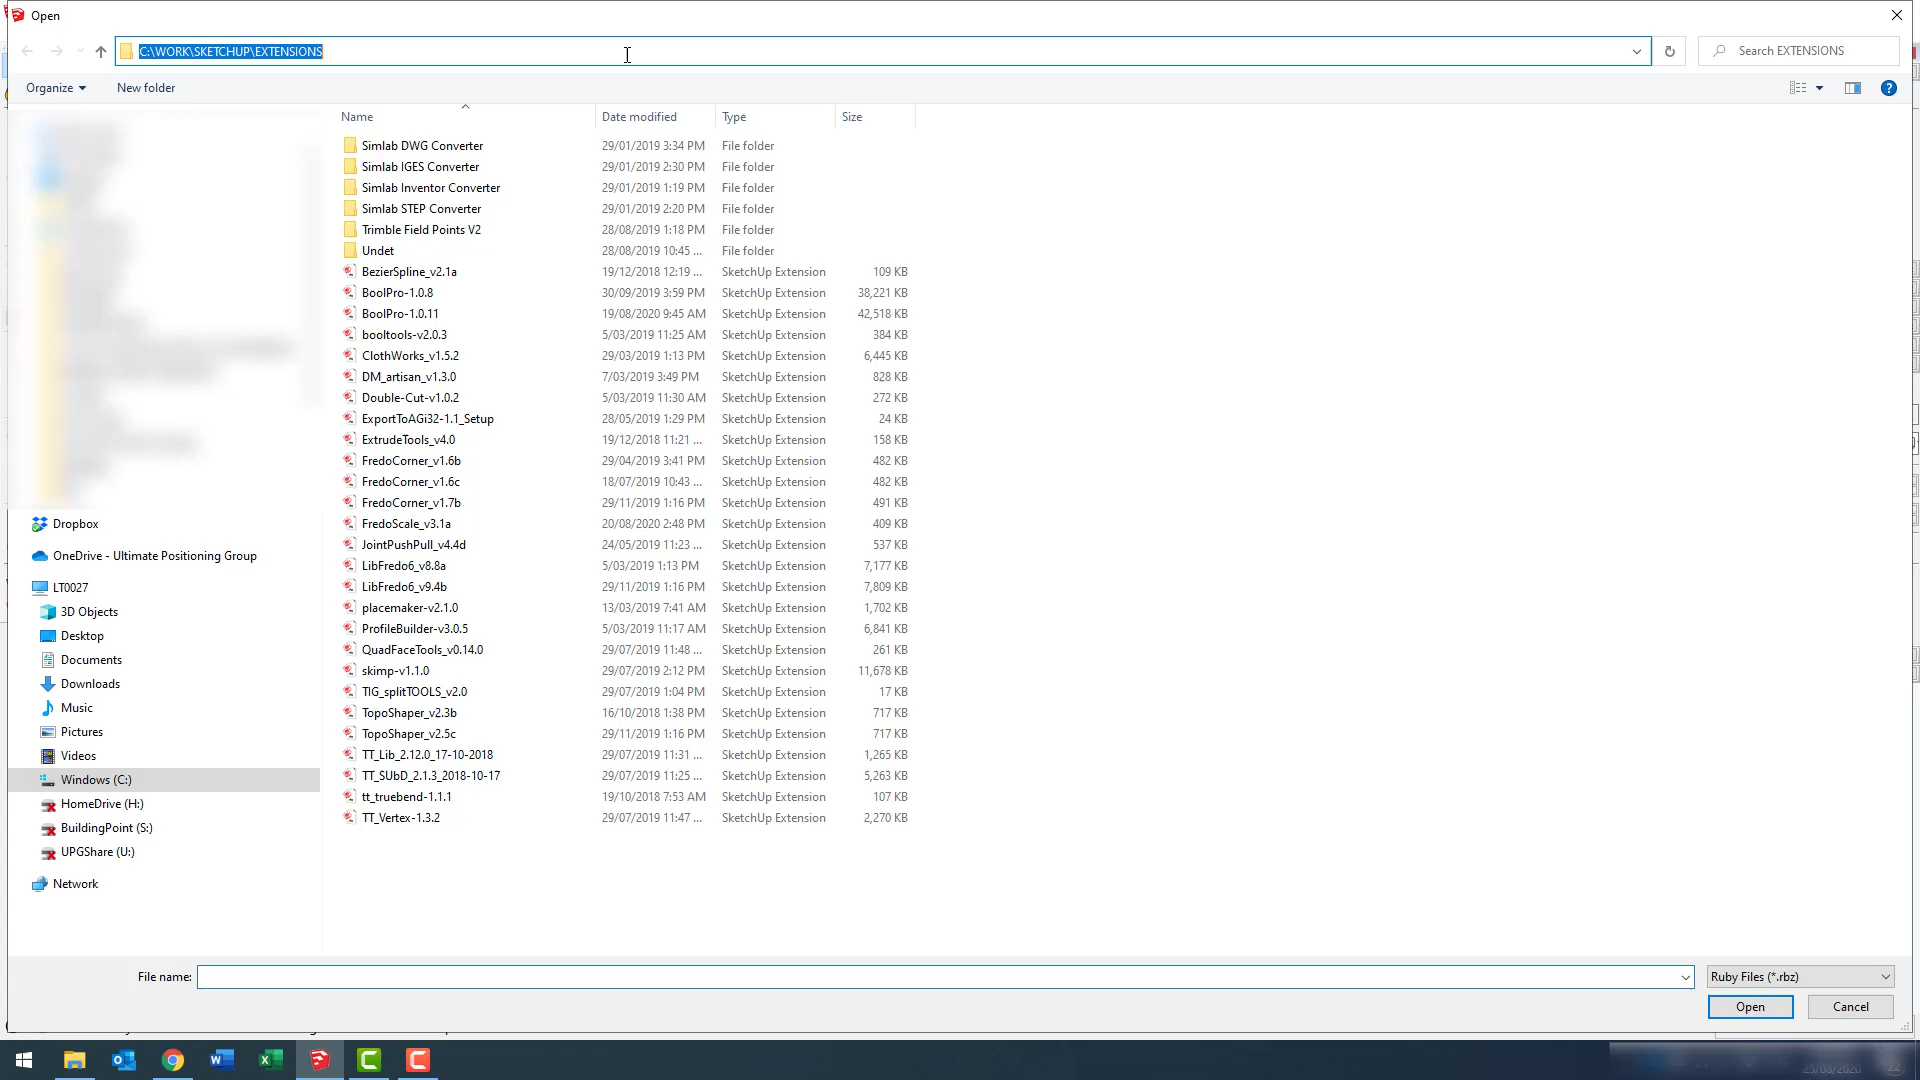 Open
C:\WORK\SKETCHUP\EXTENSIONS
Search EXTENSIONS
Organize
New folder
Name Date modified Type Size
Simlab DWG Converter 29/01/2019 3:34 PM File folder
Simlab IGES Converter 29/01/2019 2:30 PM File folder
Simlab Inventor Converter 29/01/2019 1:19 PM File folder
Simlab STEP Converter 29/01/2019 2:20 PM File folder
Trimble Field Points V2 28/08/2019 1:18 PM File folder
Undet 28/08/2019 10:45 ... File folder
BezierSpline_v2.1a 19/12/2018 12:19 ... SketchUp Extension 109 KB
BoolPro-1.0.8 30/09/2019 3:59 PM SketchUp Extension 38,221 KB
BoolPro-1.0.11 19/08/2020 9:45 AM SketchUp Extension 42,518 KB
booltools-v2.0.3 5/03/2019 11:25 AM SketchUp Extension 384 KB
ClothWorks_v1.5.2 29/03/2019 1:13 PM SketchUp Extension 6,445 KB
DM_artisan_v1.3.0 7/03/2019 3:49 PM SketchUp Extension 828 KB
Double-Cut-v1.0.2 5/03/2019 11:30 AM SketchUp Extension 272 KB
ExportToAGi32-1.1_Setup 28/05/2019 1:29 PM SketchUp Extension 24 KB
ExtrudeTools_v4.0 19/12/2018 11:21 ... SketchUp Extension 158 KB
FredoCorner_v1.6b 29/04/2019 3:41 PM SketchUp Extension 482 KB
FredoCorner_v1.6c 18/07/2019 10:43 ... SketchUp Extension 482 KB
FredoCorner_v1.7b 29/11/2019 1:16 PM SketchUp Extension 491 KB
FredoScale_v3.1a 20/08/2020 2:48 PM SketchUp Extension 409 KB
JointPushPull_v4.4d 24/05/2019 11:23 ... SketchUp Extension 537 KB
LibFredo6_v8.8a 5/03/2019 1:13 PM SketchUp Extension 7,177 KB
LibFredo6_v9.4b 29/11/2019 1:16 PM SketchUp Extension 7,809 KB
placemaker-v2.1.0 13/03/2019 7:41 AM SketchUp Extension 1,702 KB
ProfileBuilder-v3.0.5 5/03/2019 11:17 AM SketchUp Extension 6,841 KB
QuadFaceTools_v0.14.0 29/07/2019 11:48 ... SketchUp Extension 261 KB
skimp-v1.1.0 29/07/2019 2:12 PM SketchUp Extension 11,678 KB
TIG_splitTOOLS_v2.0 29/07/2019 1:04 PM SketchUp Extension 17 KB
TopoShaper_v2.3b 16/10/2018 1:38 PM SketchUp Extension 717 KB
TopoShaper_v2.5c 29/11/2019 1:16 PM SketchUp Extension 717 KB
TT_Lib_2.12.0_17-10-2018 29/07/2019 11:31 ... SketchUp Extension 1,265 KB
TT_SUbD_2.1.3_2018-10-17 29/07/2019 11:25 ... SketchUp Extension 5,263 KB
tt_truebend-1.1.1 19/10/2018 7:53 AM SketchUp Extension 107 KB
TT_Vertex-1.3.2 29/07/2019 11:47 ... SketchUp Extension 2,270 KB
Dropbox
OneDrive - Ultimate Positioning Group
LT0027
3D Objects
Desktop
Documents
Downloads
Music
Pictures
Videos
Windows (C:)
HomeDrive (H:)
BuildingPoint (S:)
UPGShare (U:)
Network
File name:
Ruby Files (*.rbz)
Open
Cancel
25/08/2020